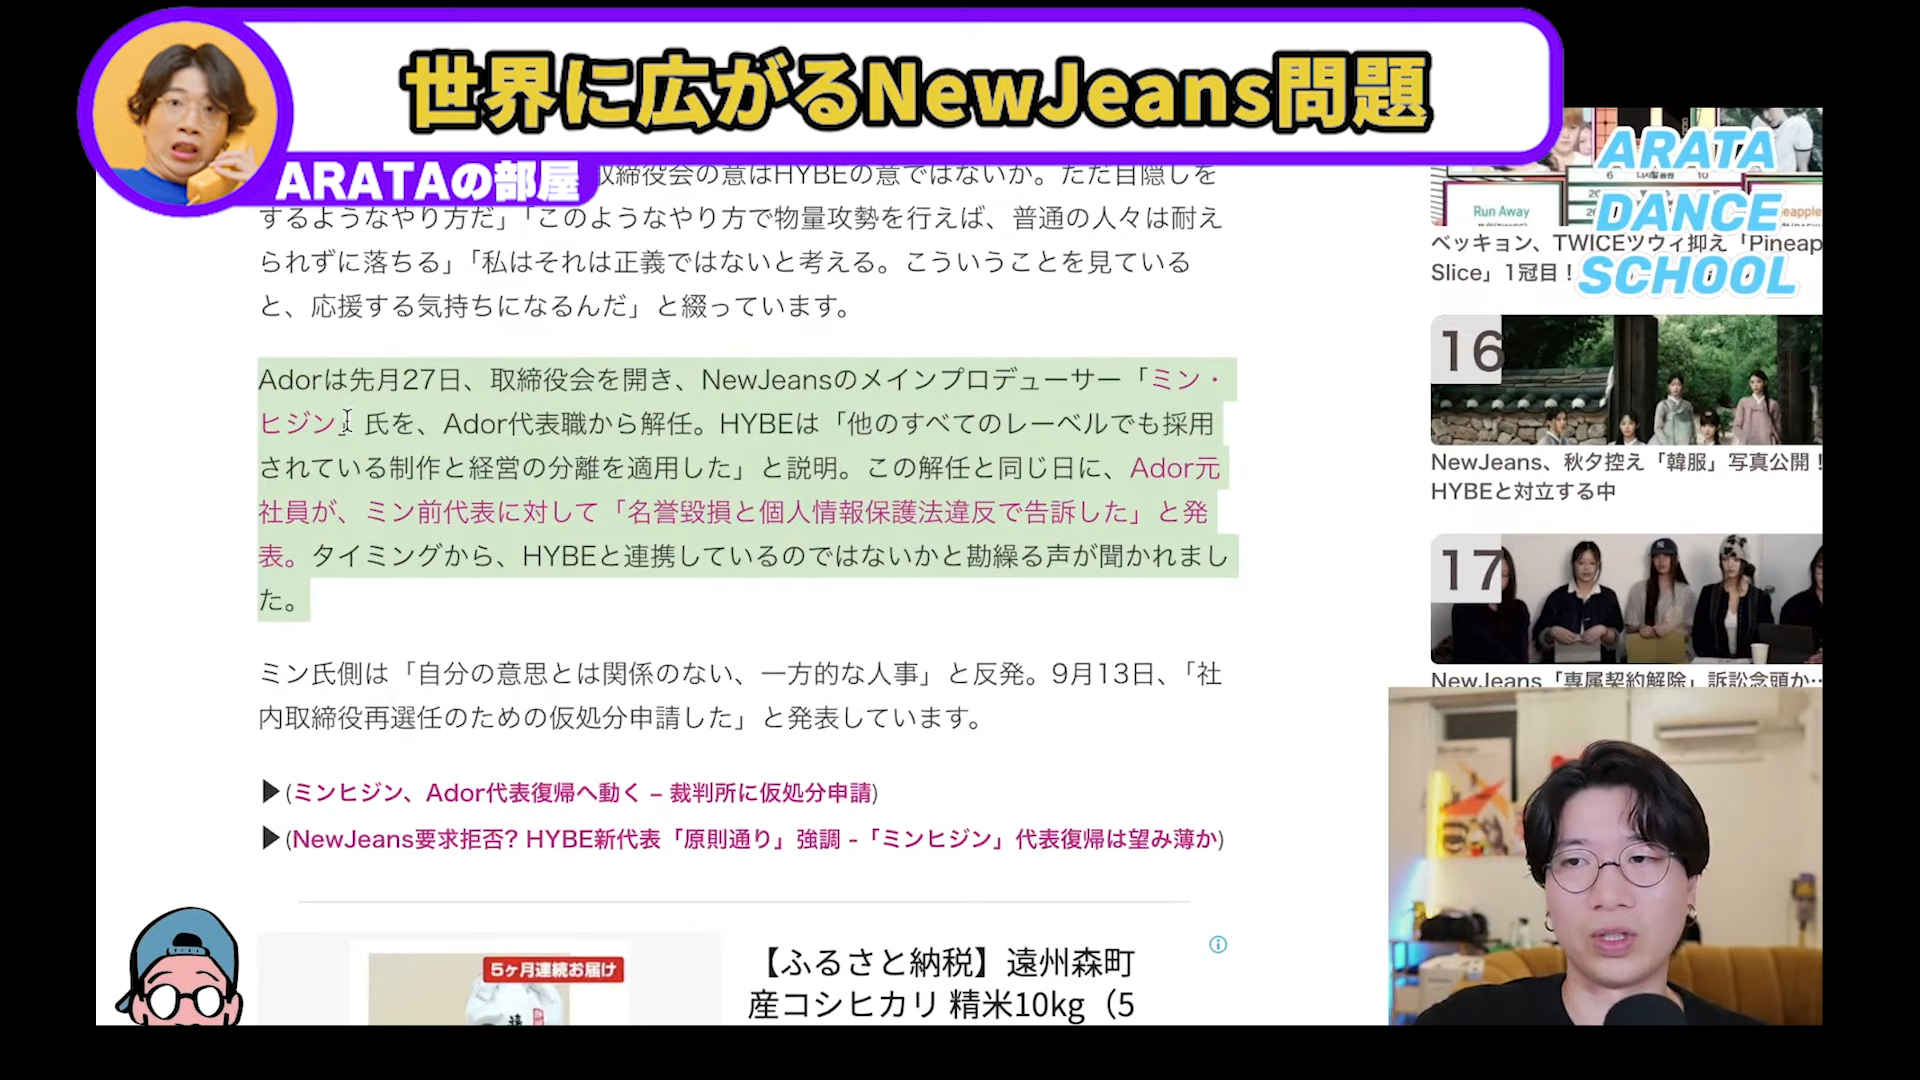 世界に広がるNewJeans問題
ARATAの部屋
取締役会の意はHYBEの意ではないか。ただ目隠しを
するようなやり方だ」「このようなやり方で物量攻勢を行えば、普通の人々は耐え
られずに落ちる」「私はそれは正義ではないと考える。こういうことを見ている
と、応援する気持ちになるんだ」と綴っています。
Adorは先月27日、取締役会を開き、NewJeansのメインプロデューサー「ミン・
ヒジン」氏を、Ador代表職から解任。HYBEは「他のすべてのレーベルでも採用
されている制作と経営の分離を適用した」と説明。この解任と同じ日に、Ador元
社員が、ミン前代表に対して「名誉毀損と個人情報保護法違反で告訴した」と発
表。タイミングから、HYBEと連携しているのではないかと勘繰る声が聞かれまし
た。
ミン氏側は「自分の意思とは関係のない、一方的な人事」と反発。9月13日、「社
内取締役再選任のための仮処分申請した」と発表しています。
▶(ミンヒジン、Ador代表復帰へ動く – 裁判所に仮処分申請)
▶(NewJeans要求拒否? HYBE新代表「原則通り」強調 -「ミンヒジン」代表復帰は望み薄か)
5ヶ月連続お届け
【ふるさと納税】遠州森町
産コシヒカリ 精米10kg（5
ARATA
DANCE
SCHOOL
Run Away
ベッキョン、TWICEツウィ抑え「Pineap
Slice」1冠目！
16
NewJeans、秋夕控え「韓服」写真公開！
HYBEと対立する中
17
NewJeans「専属契約解除」訴訟念頭か…